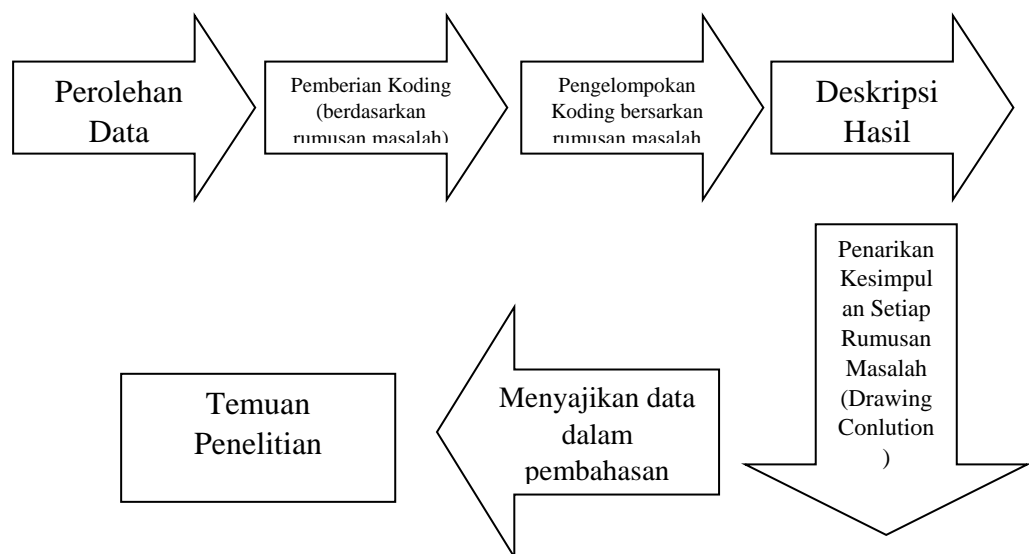 Perolehan
Data
Pemberian Koding
(berdasarkan
rumusan masalah)
Pengelompokan
Koding bersarkan
rumusan masalah
Deskripsi
Hasil
Penarikan
Kesimpul
an Setiap
Rumusan
Masalah
(Drawing
Conlution
)
Menyajikan data
dalam
pembahasan
Temuan
Penelitian